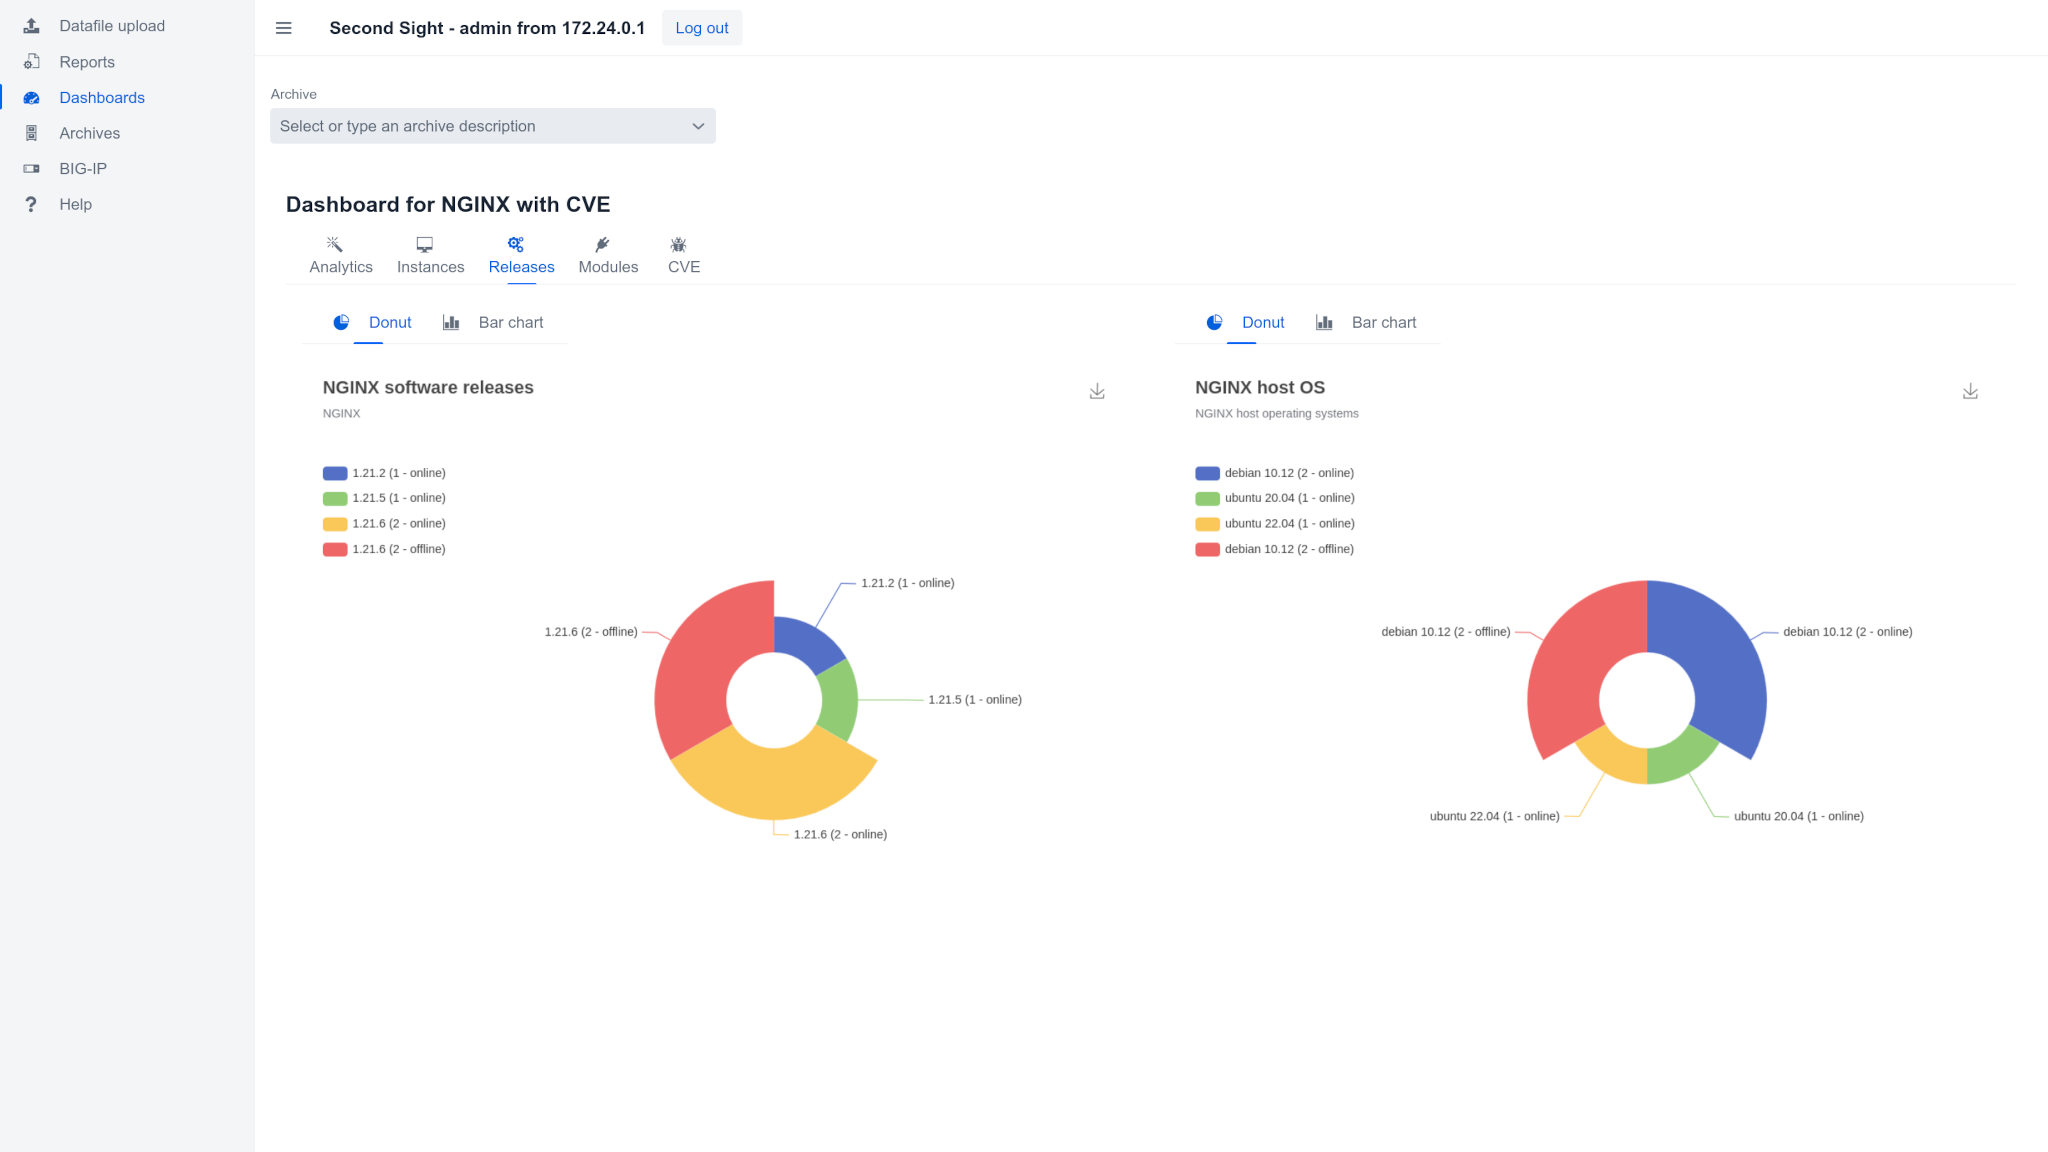 Datafile upload
Reports
Dashboards
Archives
BIG-IP
Help
Second Sight - admin from 172.24.0.1
Log out
Archive
Select or type an archive description
Dashboard for NGINX with CVE
Analytics
Instances
Releases
Modules
CVE
Donut
Bar chart
NGINX software releases
NGINX
1.21.2 (1 - online)
1.21.5 (1 - online)
1.21.6 (2 - online)
1.21.6 (2 - offline)
1.21.2 (1 - online)
1.21.6 (2 - offline)
1.21.5 (1 - online)
1.21.6 (2 - online)
Donut
Bar chart
NGINX host OS
NGINX host operating systems
debian 10.12 (2 - online)
ubuntu 20.04 (1 - online)
ubuntu 22.04 (1 - online)
debian 10.12 (2 - offline)
debian 10.12 (2 - offline)
debian 10.12 (2 - online)
ubuntu 22.04 (1 - online)
ubuntu 20.04 (1 - online)